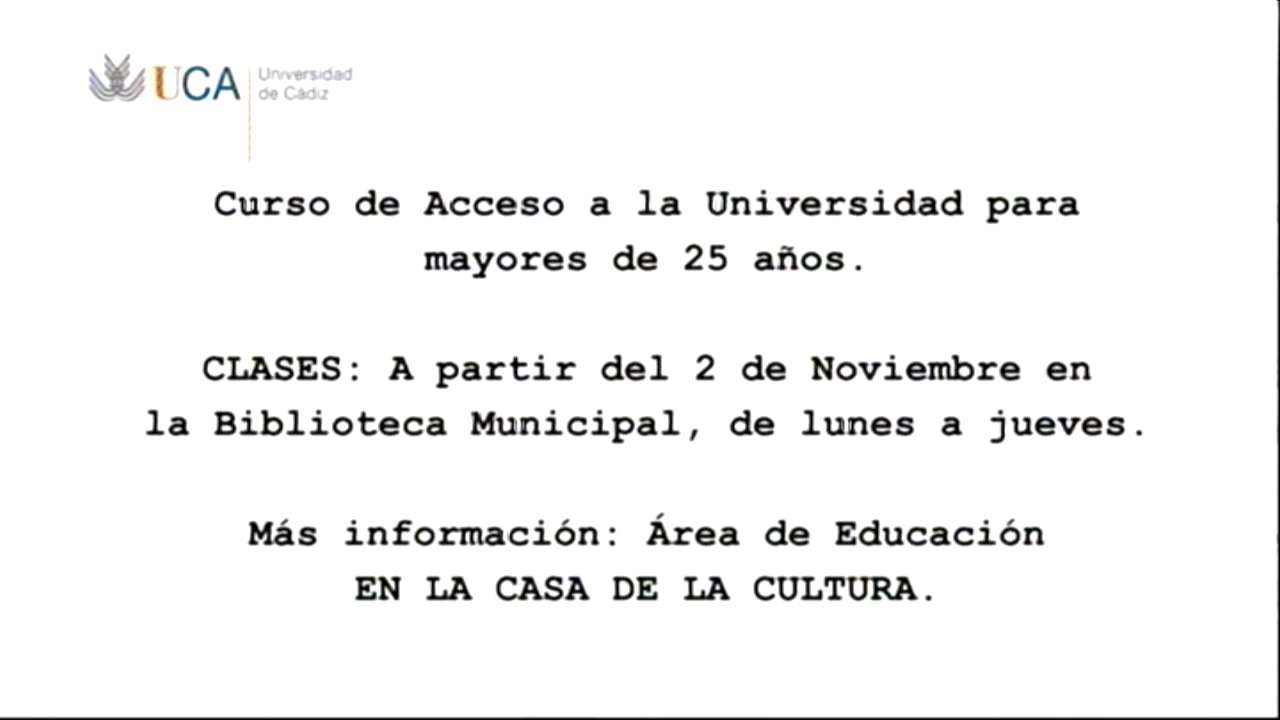 UCA
Universidad
de Cádiz
Curso de Acceso a la Universidad para
mayores de 25 años.
CLASES: A partir del 2 de Noviembre en
la Biblioteca Municipal, de lunes a jueves.
Más información: Área de Educación
EN LA CASA DE LA CULTURA.